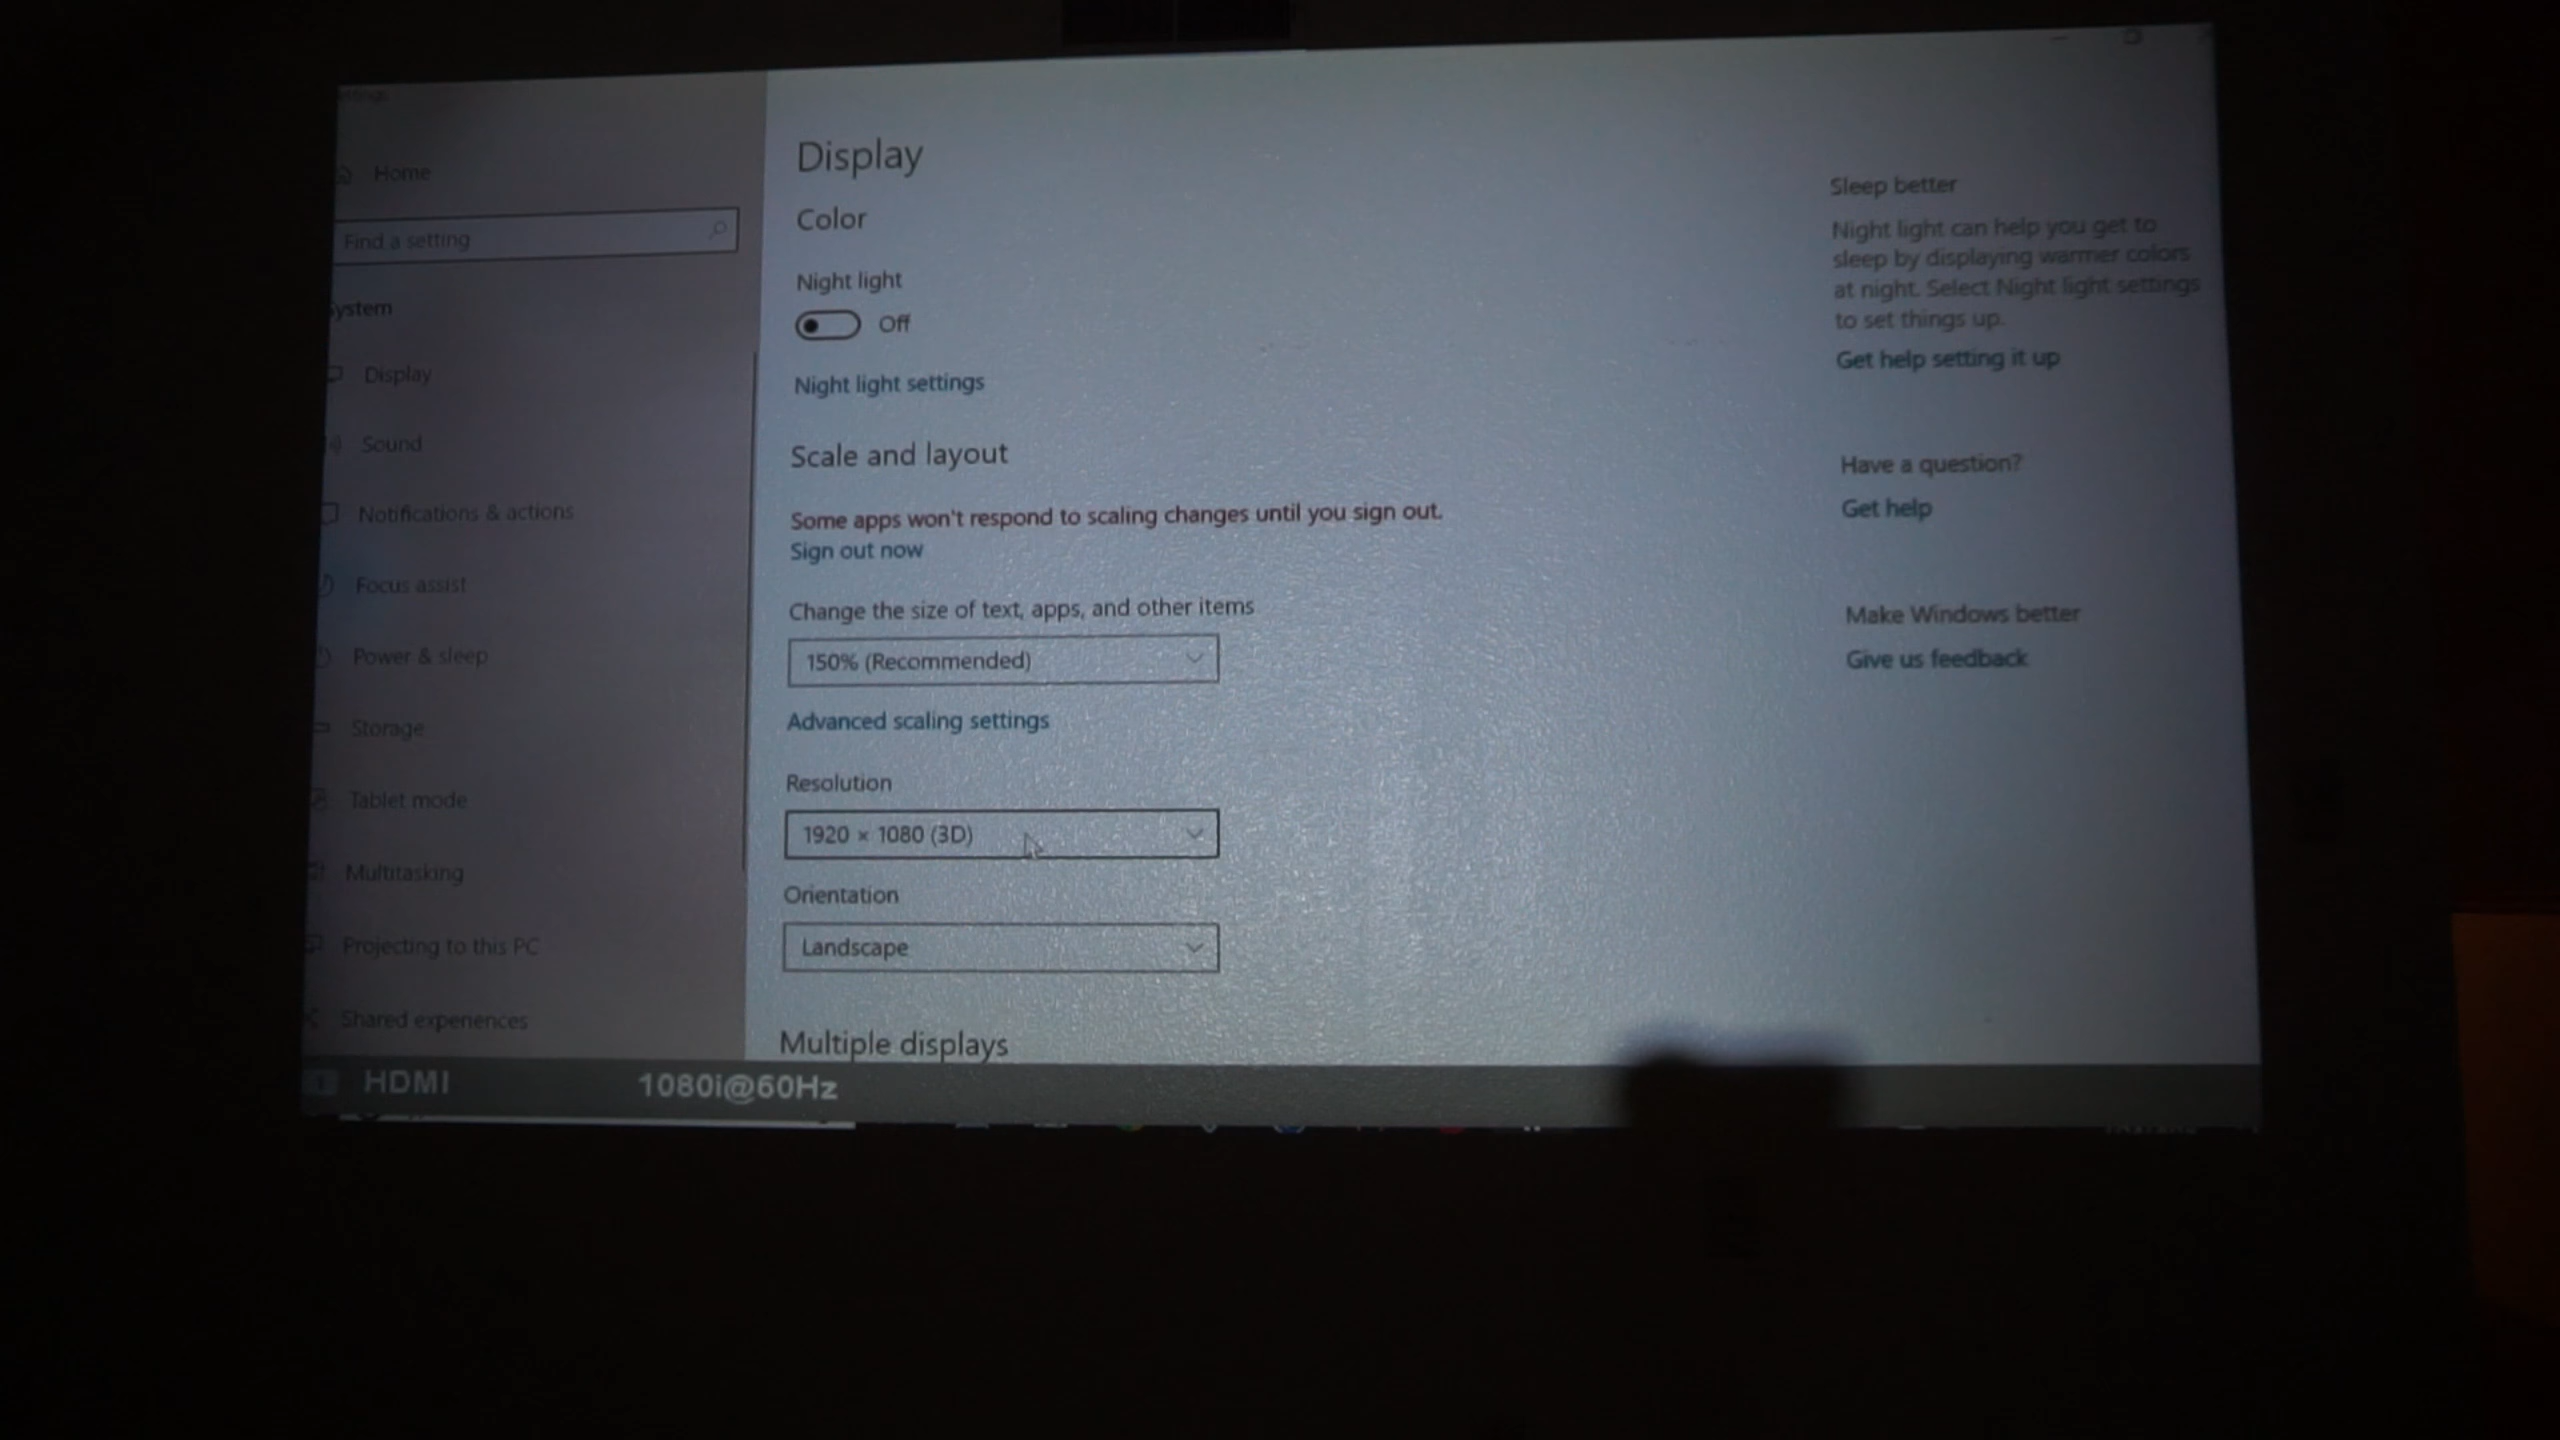 Home
Find a setting
ystem
Display
Sound
Notifications & actions
Focus assist
Power & sleep
Storage
Tablet mode
Multitasking
Projecting to this PC
Shared experiences
Display
Color
Night light
Off
Night light settings
Scale and layout
Some apps won't respond to scaling changes until you sign out.
Sign out now
Change the size of text, apps, and other items
150% (Recommended)
Advanced scaling settings
Resolution
1920 × 1080 (3D)
Orientation
Landscape
Multiple displays
Sleep better
Night light can help you get to
sleep by displaying warmer colors
at night. Select Night light settings
to set things up.
Get help setting it up
Have a question?
Get help
Make Windows better
Give us feedback
HDMI
1080i@60Hz